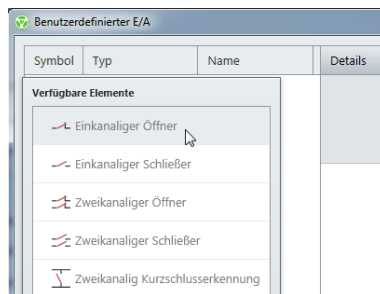 Benutzerdefinierter E/A
Symbol Typ Name Details
Verfügbare Elemente
Einkanaliger Öffner
Einkanaliger Schließer
Zweikanaliger Öffner
Zweikanaliger Schließer
Zweikanalig Kurzschlusserkennung